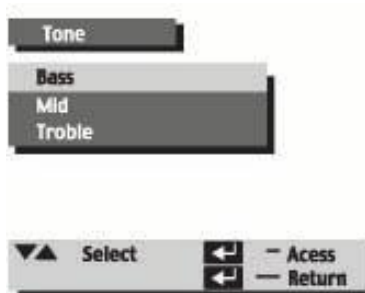 Tone
Bass
Mid
Troble
▼▲ Select — Acess
— Return